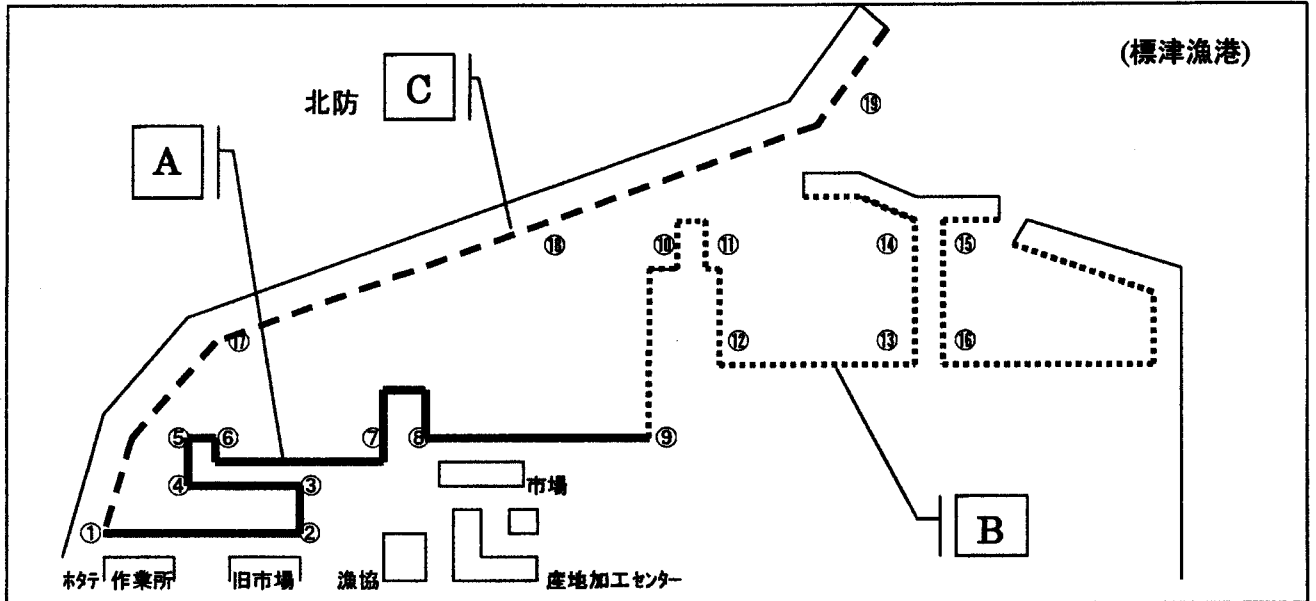 (標津漁港)
北防
C
A
⑲
⑱
⑩
⑪
⑭
⑮
⑰
⑫
⑬
⑯
⑤
⑥
⑦
⑧
⑨
④
③
市場
①
②
B
ホタテ 作業所
旧市場
漁協
産地加工センター